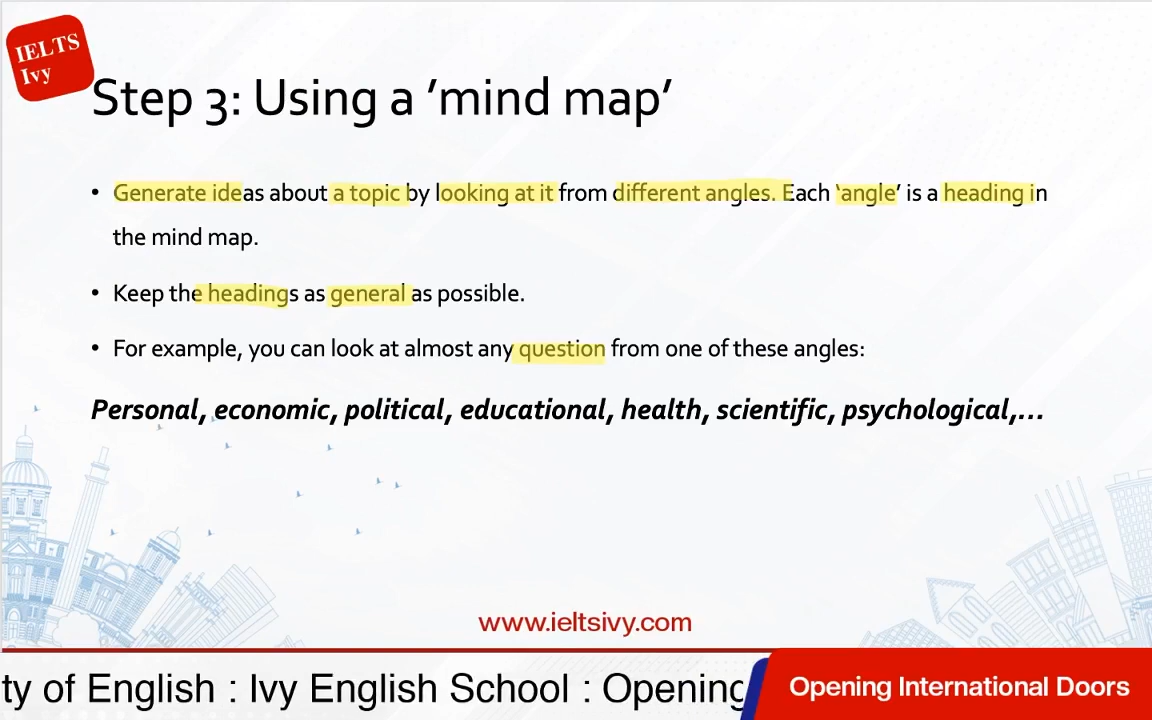 IELTS
Ivy
Step 3: Using a ‘mind map’
• Generate ideas about a topic by looking at it from different angles. Each ‘angle’ is a heading in
the mind map.
• Keep the headings as general as possible.
• For example, you can look at almost any question from one of these angles:
Personal, economic, political, educational, health, scientific, psychological,...
www.ieltsivy.com
ty of English : Ivy English School : Opening
Opening International Doors